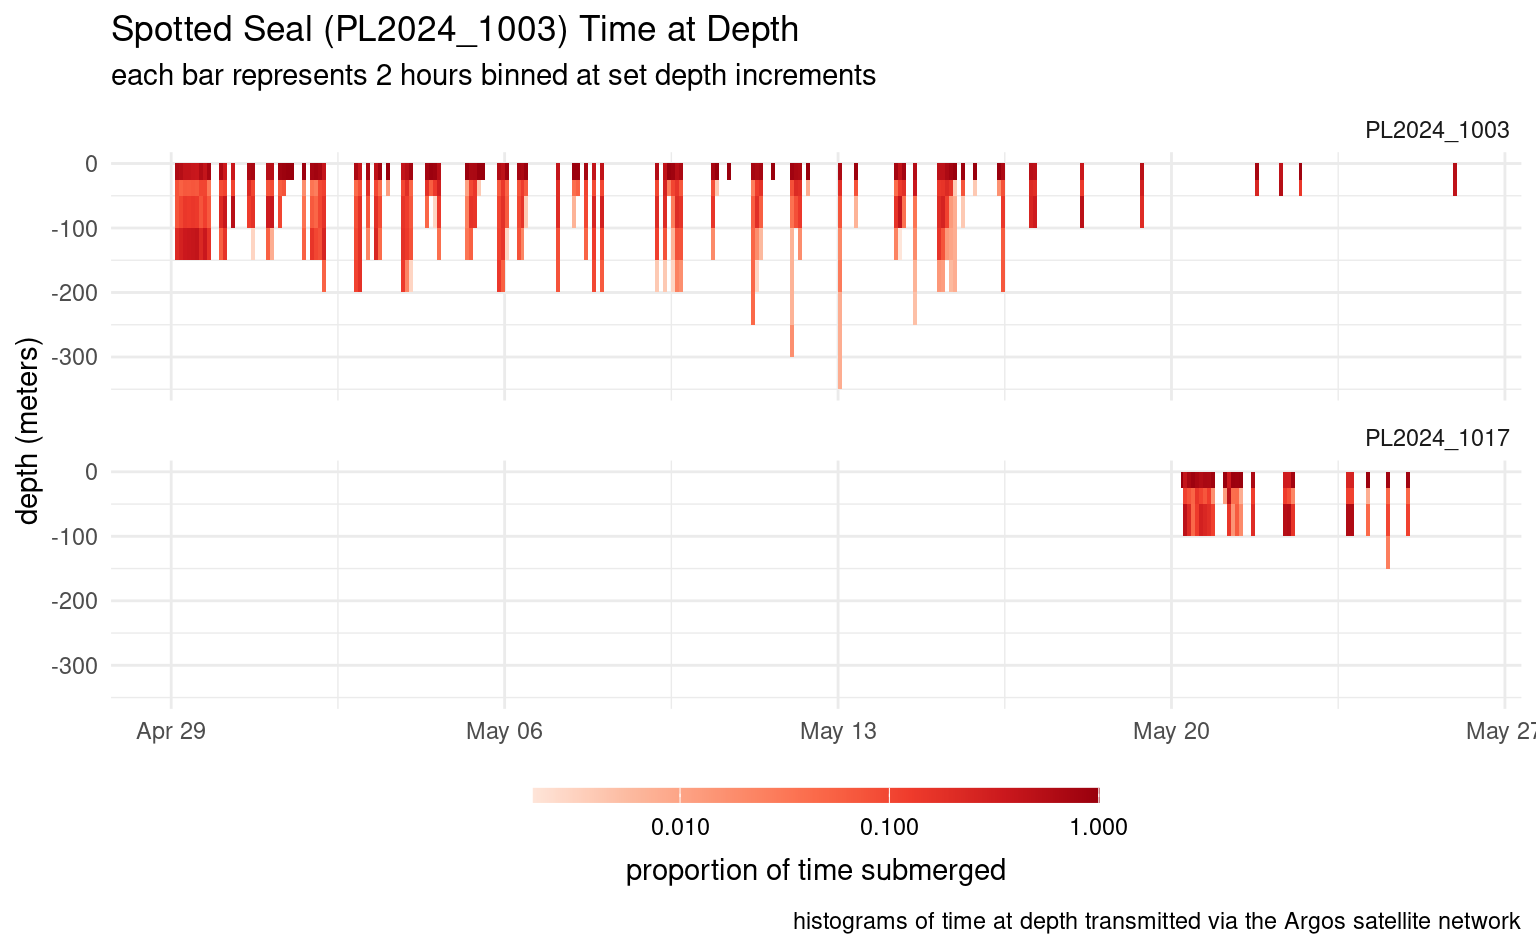 Spotted Seal (PL2024_1003) Time at Depth
each bar represents 2 hours binned at set depth increments
PL2024_1003
0
-100
-200
-300
depth (meters)
PL2024_1017
0
-100
-200
-300
Apr 29
May 06
May 13
May 20
May 27
0.010
0.100
1.000
proportion of time submerged
histograms of time at depth transmitted via the Argos satellite network